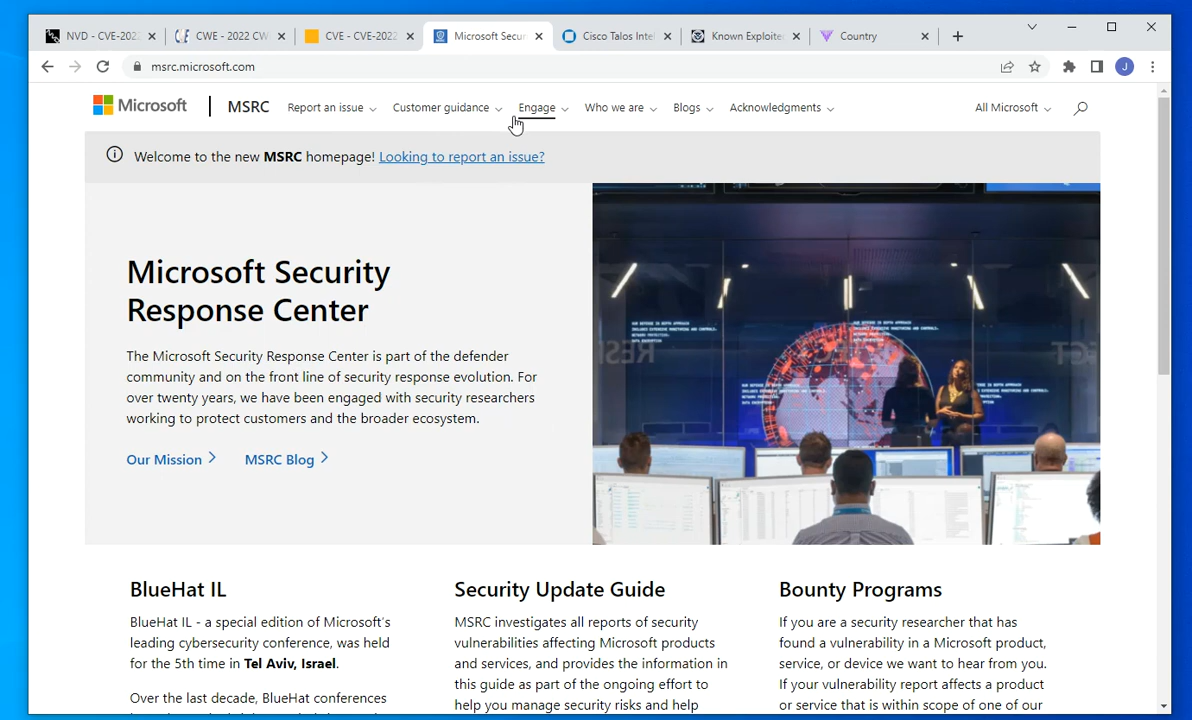 NVD - CVE-202
CWE - 2022 CW
CVE - CVE-2022
Microsoft Secur
Cisco Talos Inte
Known Exploite
Country
msrc.microsoft.com
J
Microsoft MSRC Report an issue Customer guidance Engage Who we are Blogs Acknowledgments All Microsoft
Welcome to the new MSRC homepage! Looking to report an issue?
Microsoft Security
Response Center
The Microsoft Security Response Center is part of the defender
community and on the front line of security response evolution. For
over twenty years, we have been engaged with security researchers
working to protect customers and the broader ecosystem.
Our Mission MSRC Blog
BlueHat IL
BlueHat IL - a special edition of Microsoft's
leading cybersecurity conference, was held
for the 5th time in Tel Aviv, Israel.
Over the last decade, BlueHat conferences
Security Update Guide
MSRC investigates all reports of security
vulnerabilities affecting Microsoft products
and services, and provides the information in
this guide as part of the ongoing effort to
help you manage security risks and help
Bounty Programs
If you are a security researcher that has
found a vulnerability in a Microsoft product,
service, or device we want to hear from you.
If your vulnerability report affects a product
or service that is within scope of one of our